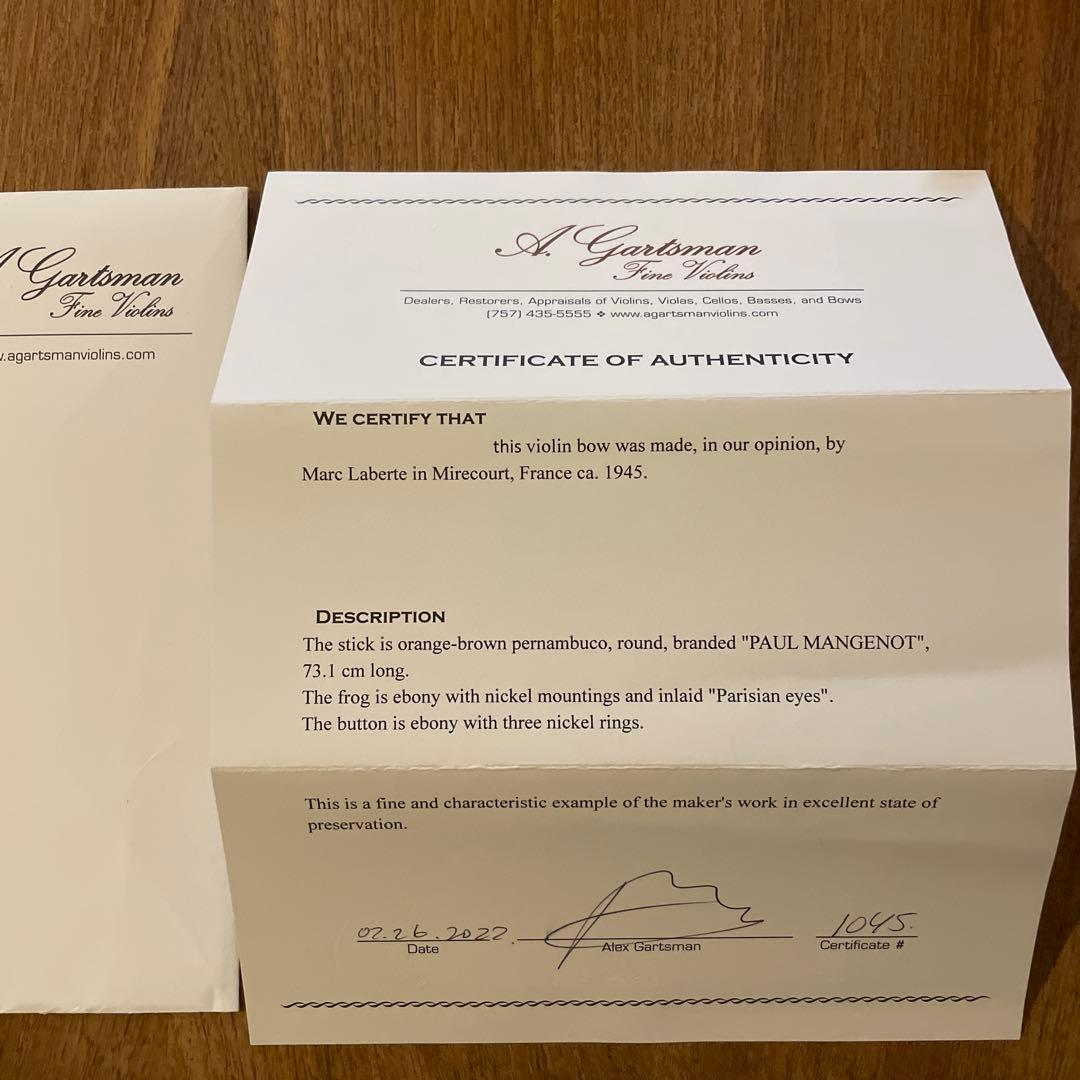 A. Gartsman
Fine Violins
Dealers, Restorers, Appraisals of Violins, Violas, Cellos, Basses, and Bows
(757) 435-5555 ❖ www.agartsmanviolins.com
CERTIFICATE OF AUTHENTICITY
WE CERTIFY THAT
this violin bow was made, in our opinion, by
Marc Laberte in Mirecourt, France ca. 1945.
DESCRIPTION
The stick is orange-brown pernambuco, round, branded "PAUL MANGENOT",
73.1 cm long.
The frog is ebony with nickel mountings and inlaid "Parisian eyes".
The button is ebony with three nickel rings.
This is a fine and characteristic example of the maker's work in excellent state of
preservation.
02.26.2022. 1045.
Date Alex Gartsman Certificate #
Gartsman
Fine Violins
.agartsmanviolins.com